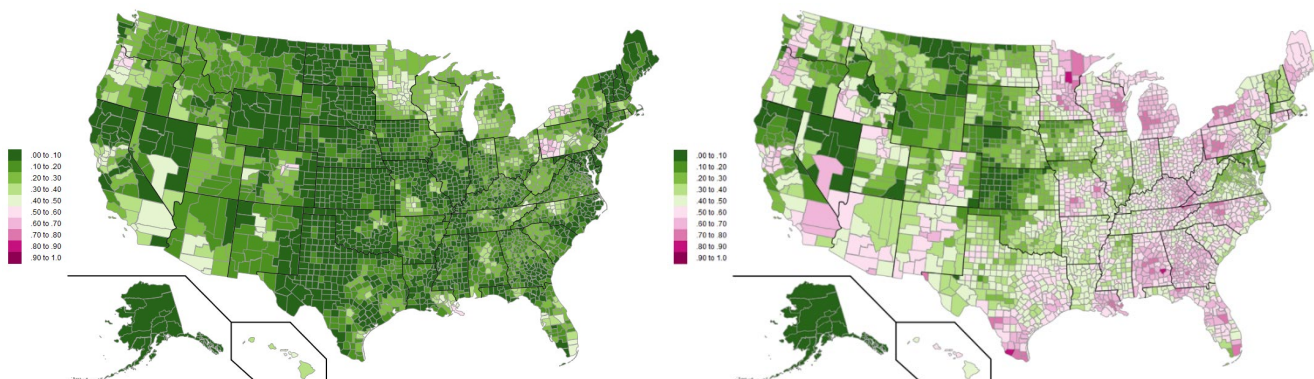 .00 to .10
.10 to .20
.20 to .30
.30 to .40
.40 to .50
.50 to .60
.60 to .70
.70 to .80
.80 to .90
.90 to 1.0
.00 to .10
.10 to .20
.20 to .30
.30 to .40
.40 to .50
.50 to .60
.60 to .70
.70 to .80
.80 to .90
.90 to 1.0